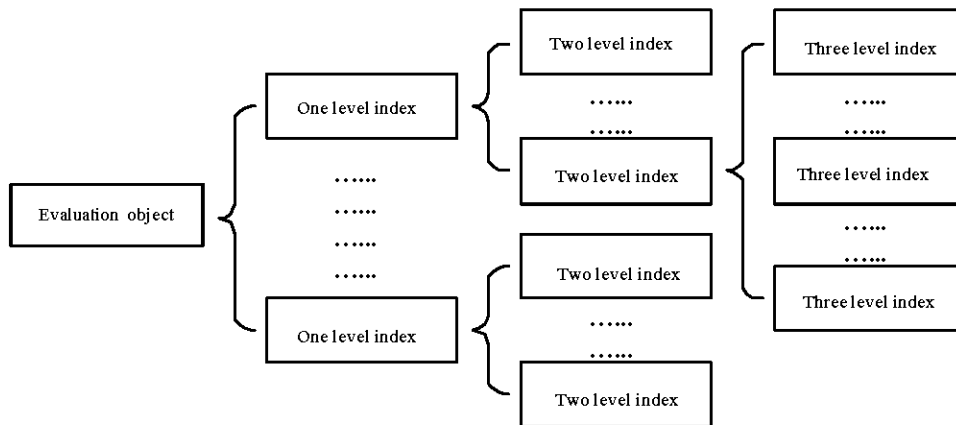 Two level index
Three level index
One level index
……
……
……
……
Two level index
Three level index
Evaluation object
……
……
……
……
Two level index
……
……
Three level index
One level index
……
……
Two level index